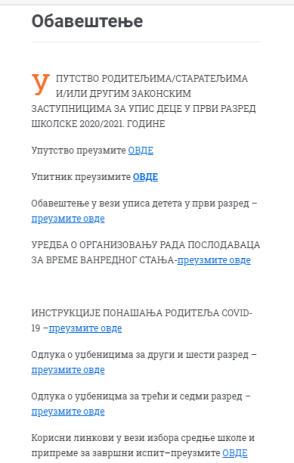 Обавештење
УПУТСТВО РОДИТЕЉИМА/СТАРАТЕЉИМА
И/ИЛИ ДРУГИМ ЗАКОНСКИМ
ЗАСТУПНИЦИМА ЗА УПИС ДЕЦЕ У ПРВИ РАЗРЕД
ШКОЛСКЕ 2020/2021. ГОДИНЕ
Упутство преузмите ОВДЕ
Упитник преузимите ОВДЕ
Обавештење у вези уписа детета у први разред –
преузмите овде
УРЕДБА О ОРГАНИЗОВАЊУ РАДА ПОСЛОДАВАЦА
ЗА ВРЕМЕ ВАНРЕДНОГ СТАЊА-преузмите овде
ИНСТРУКЦИЈЕ ПОНАШАЊА РОДИТЕЉА COVID-
19 –преузмите овде
Одлука о уџбеницима за други и шести разред –
преузмите овде
Одлука о уџбеницма за трећи и седми разред –
преузмите овде
Корисни линкови у вези избора средње школе и
припреме за завршни испит–преузмите ОВДЕ